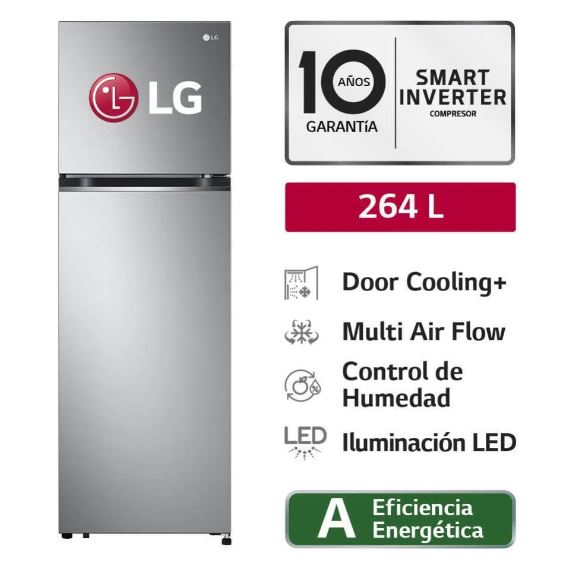 LG
LG
10 AÑOS
GARANTÍA
SMART
INVERTER
COMPRESOR
264 L
Door Cooling+
Multi Air Flow
Control de
Humedad
LED
Iluminación LED
A
Eficiencia
Energética